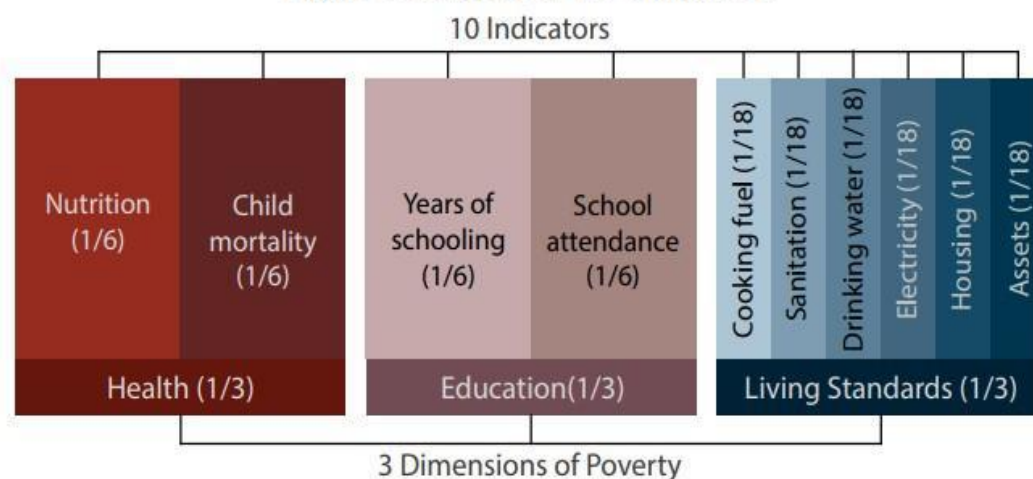 10 Indicators
Nutrition
(1/6)
Child
mortality
(1/6)
Years of
schooling
(1/6)
School
attendance
(1/6)
Cooking fuel (1/18)
Sanitation (1/18)
Drinking water (1/18)
Electricity (1/18)
Housing (1/18)
Assets (1/18)
Health (1/3)
Education(1/3)
Living Standards (1/3)
3 Dimensions of Poverty